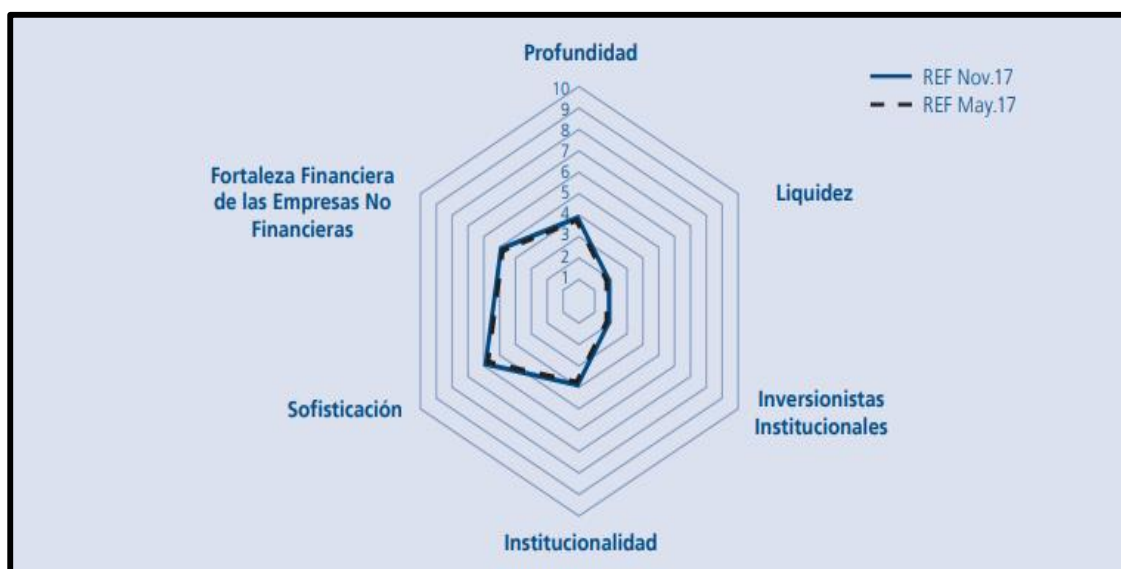 Profundidad
REF Nov.17
REF May.17
10
9
8
7
6
5
4
3
2
1
Fortaleza Financiera
de las Empresas No
Financieras
Liquidez
Sofisticación
Inversionistas
Institucionales
Institucionalidad